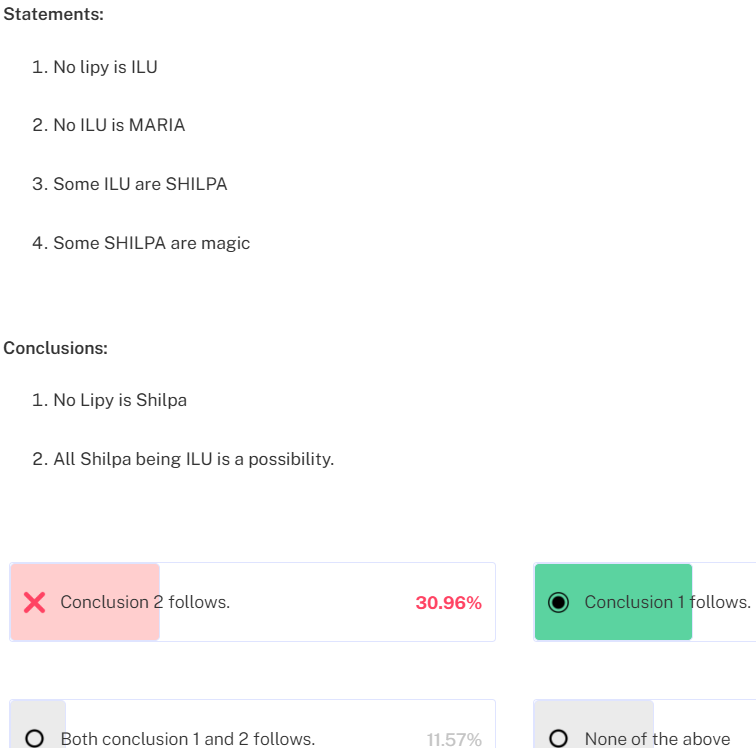 Statements:
1. No lipy is ILU
2. No ILU is MARIA
3. Some ILU are SHILPA
4. Some SHILPA are magic
Conclusions:
1. No Lipy is Shilpa
2. All Shilpa being ILU is a possibility.
Conclusion 2 follows. 30.96% Conclusion 1 follows.
Both conclusion 1 and 2 follows. 11.57% None of the above